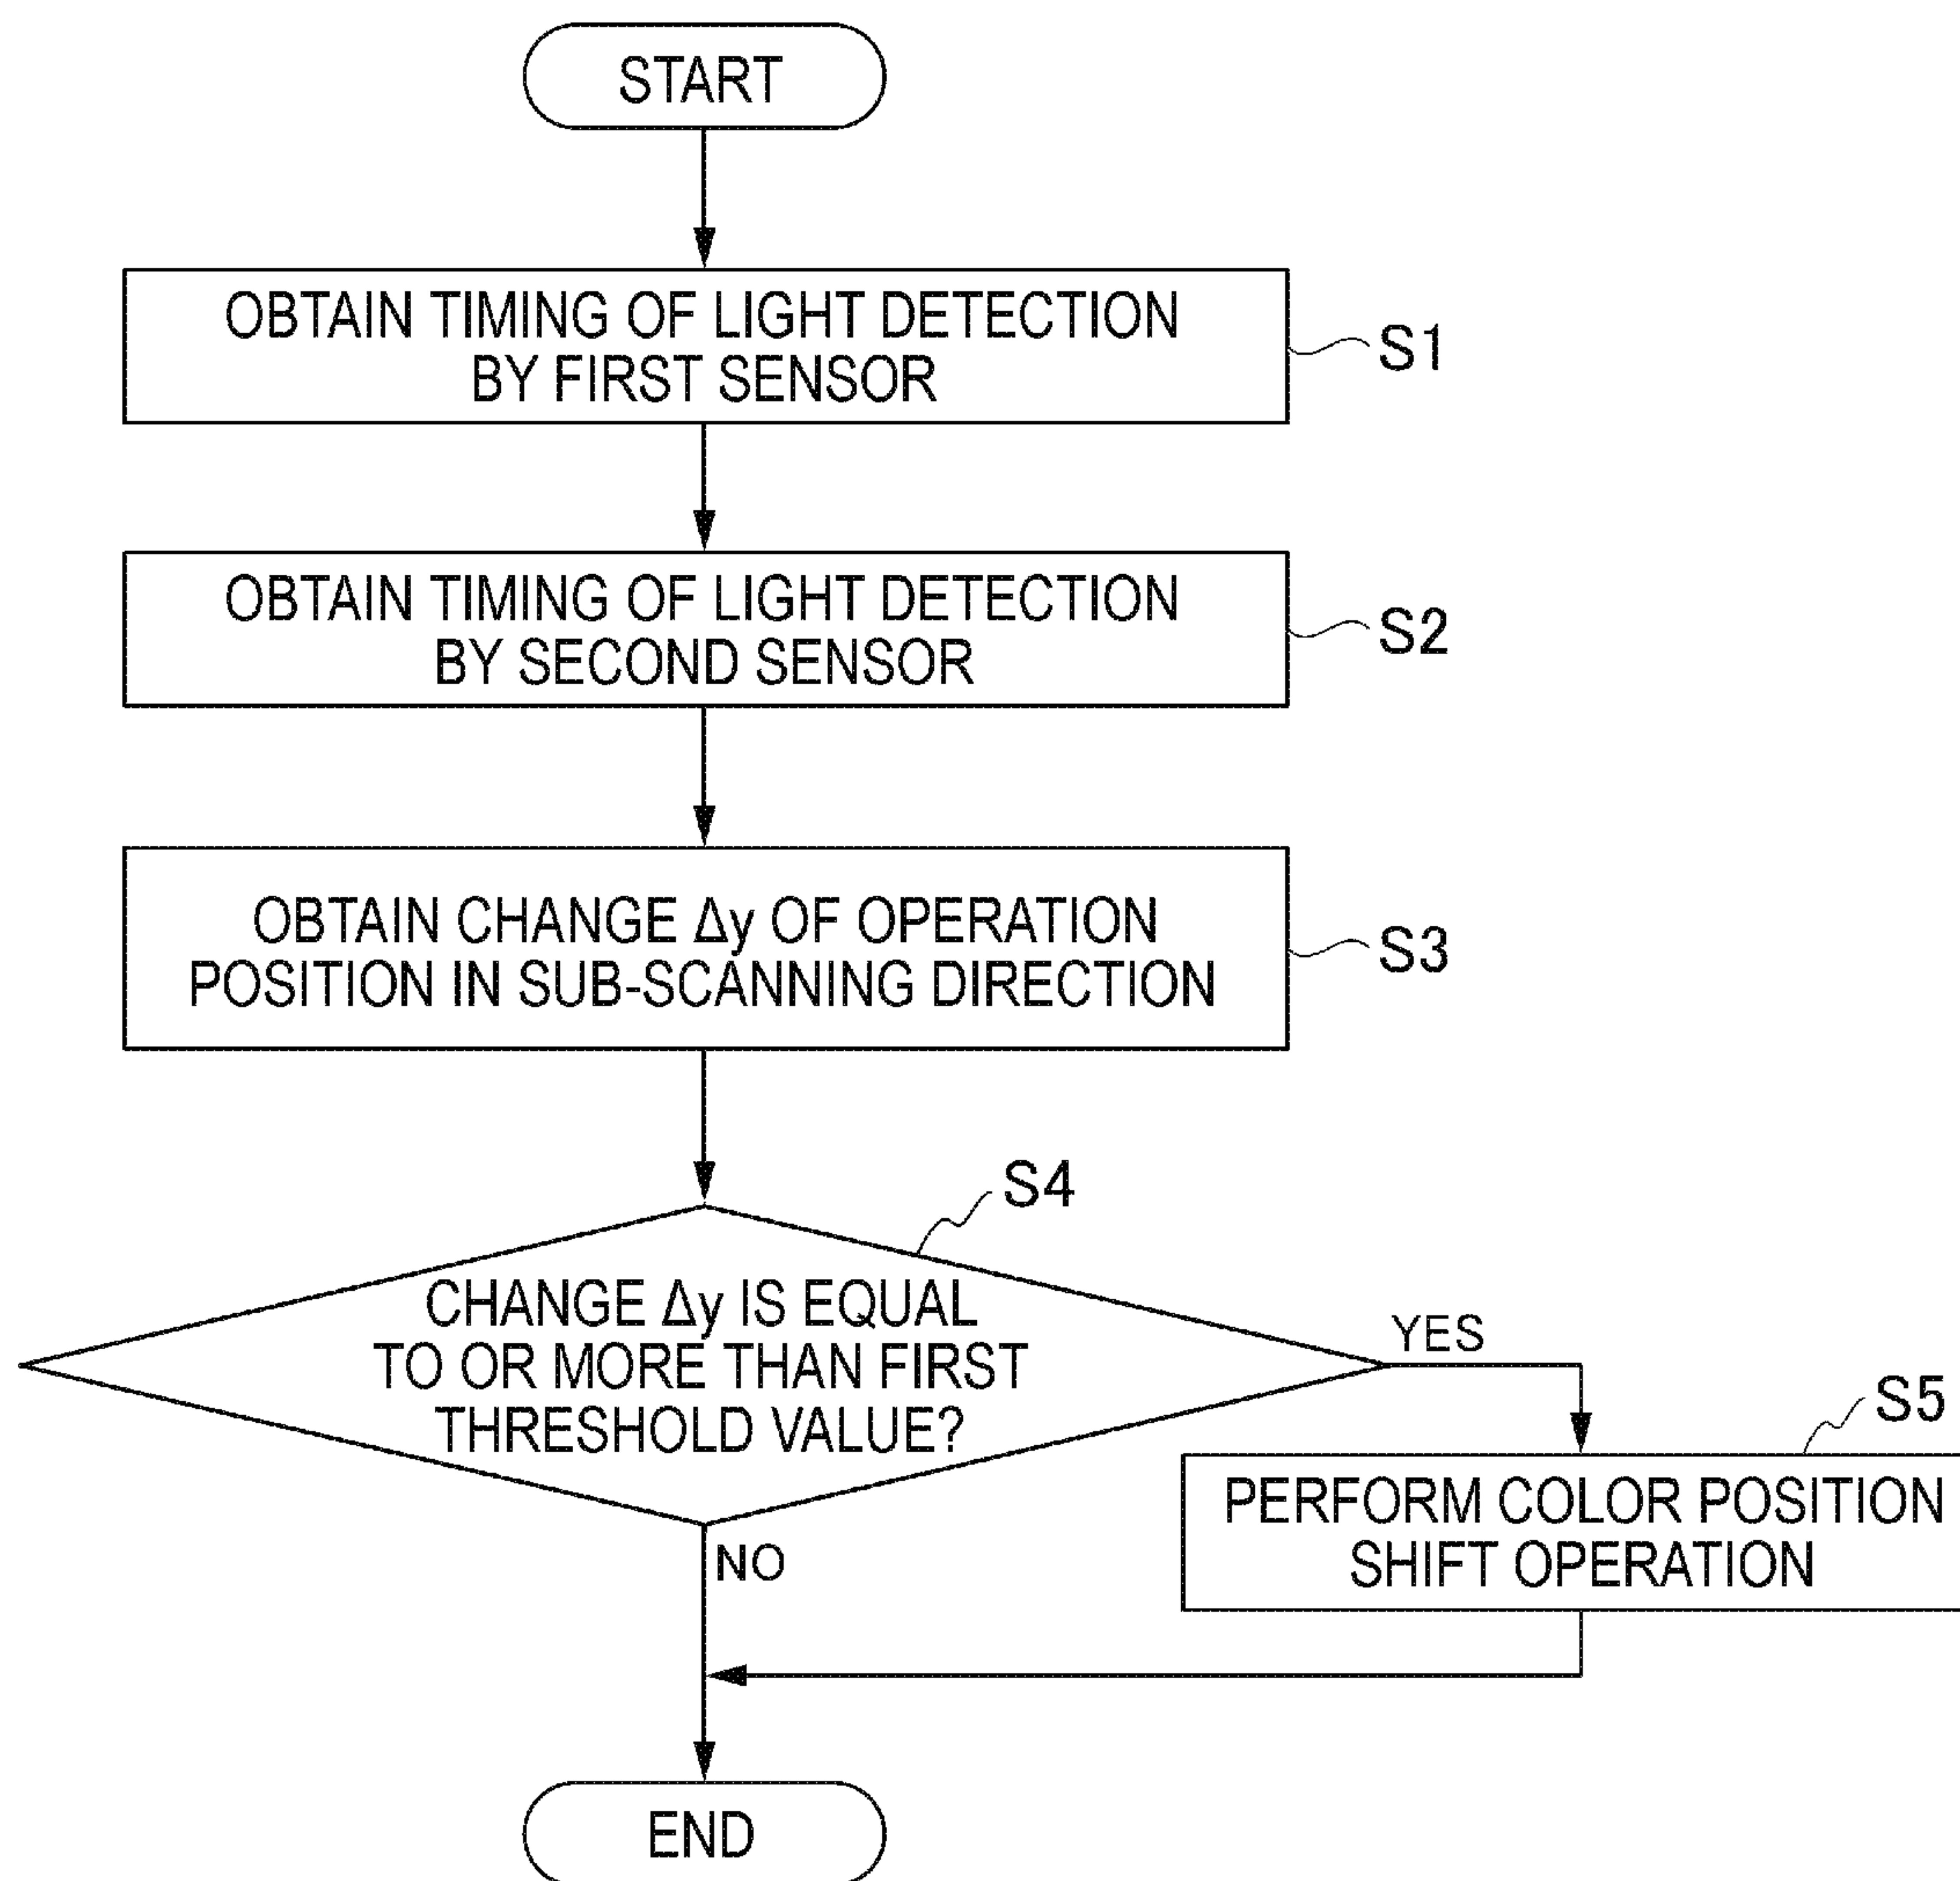 START
OBTAIN TIMING OF LIGHT DETECTION
BY FIRST SENSOR
S1
OBTAIN TIMING OF LIGHT DETECTION
BY SECOND SENSOR
S2
OBTAIN CHANGE Δy OF OPERATION
POSITION IN SUB-SCANNING DIRECTION
S3
S4
CHANGE Δy IS EQUAL
TO OR MORE THAN FIRST
THRESHOLD VALUE?
YES
S5
PERFORM COLOR POSITION
SHIFT OPERATION
NO
END